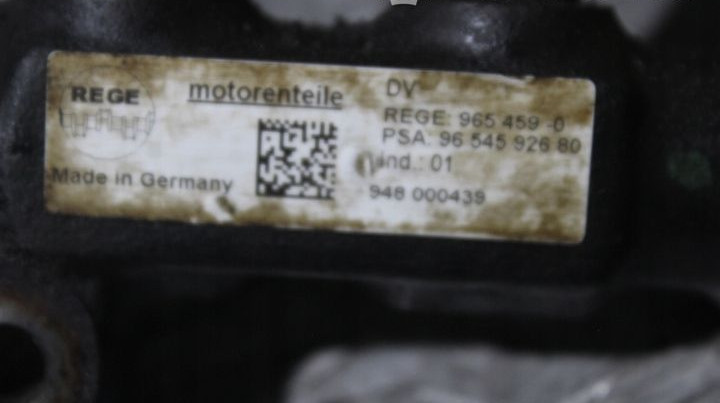 REGE
motorenteile
Made in Germany
DV
REGE: 965 459 -0
PSA: 96 545 926 80
ind.: 01
948 000439